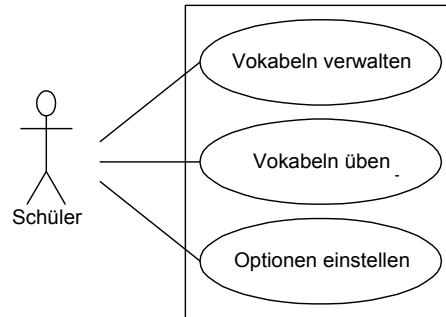 Vokabeln verwalten
Vokabeln üben
Schüler
Optionen einstellen